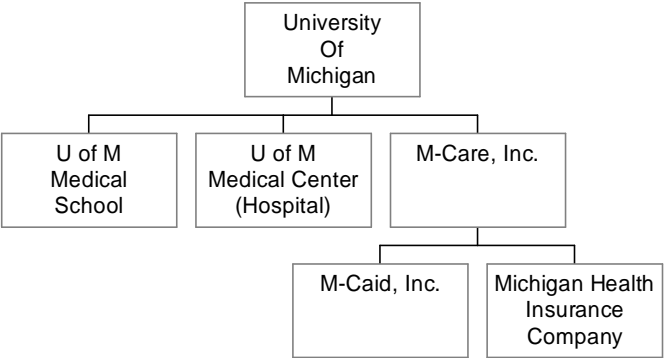 University
Of
Michigan
U of M
Medical
School
U of M
Medical Center
(Hospital)
M-Care, Inc.
M-Caid, Inc.
Michigan Health
Insurance
Company